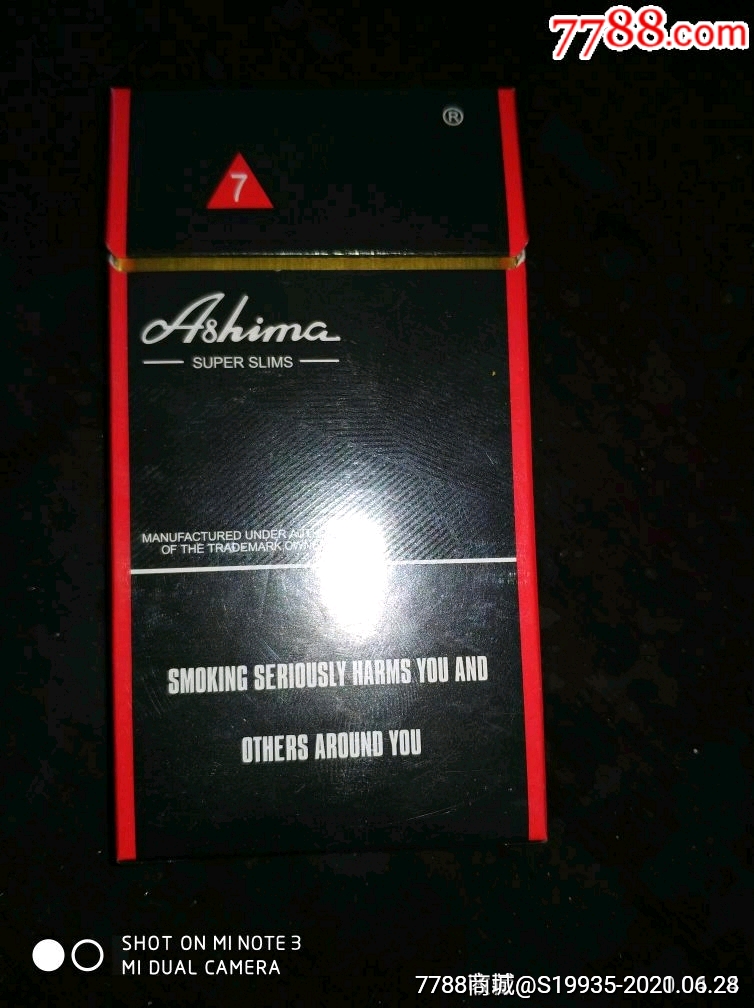 7788.com
®
7
Ashima
SUPER SLIMS
MANUFACTURED UNDER
OF THE TRADEMARK
SMOKING SERIOUSLY HARMS YOU AND
OTHERS AROUND YOU
SHOT ON MI NOTE 3
MI DUAL CAMERA
7788商城@S19935-2020.06.28